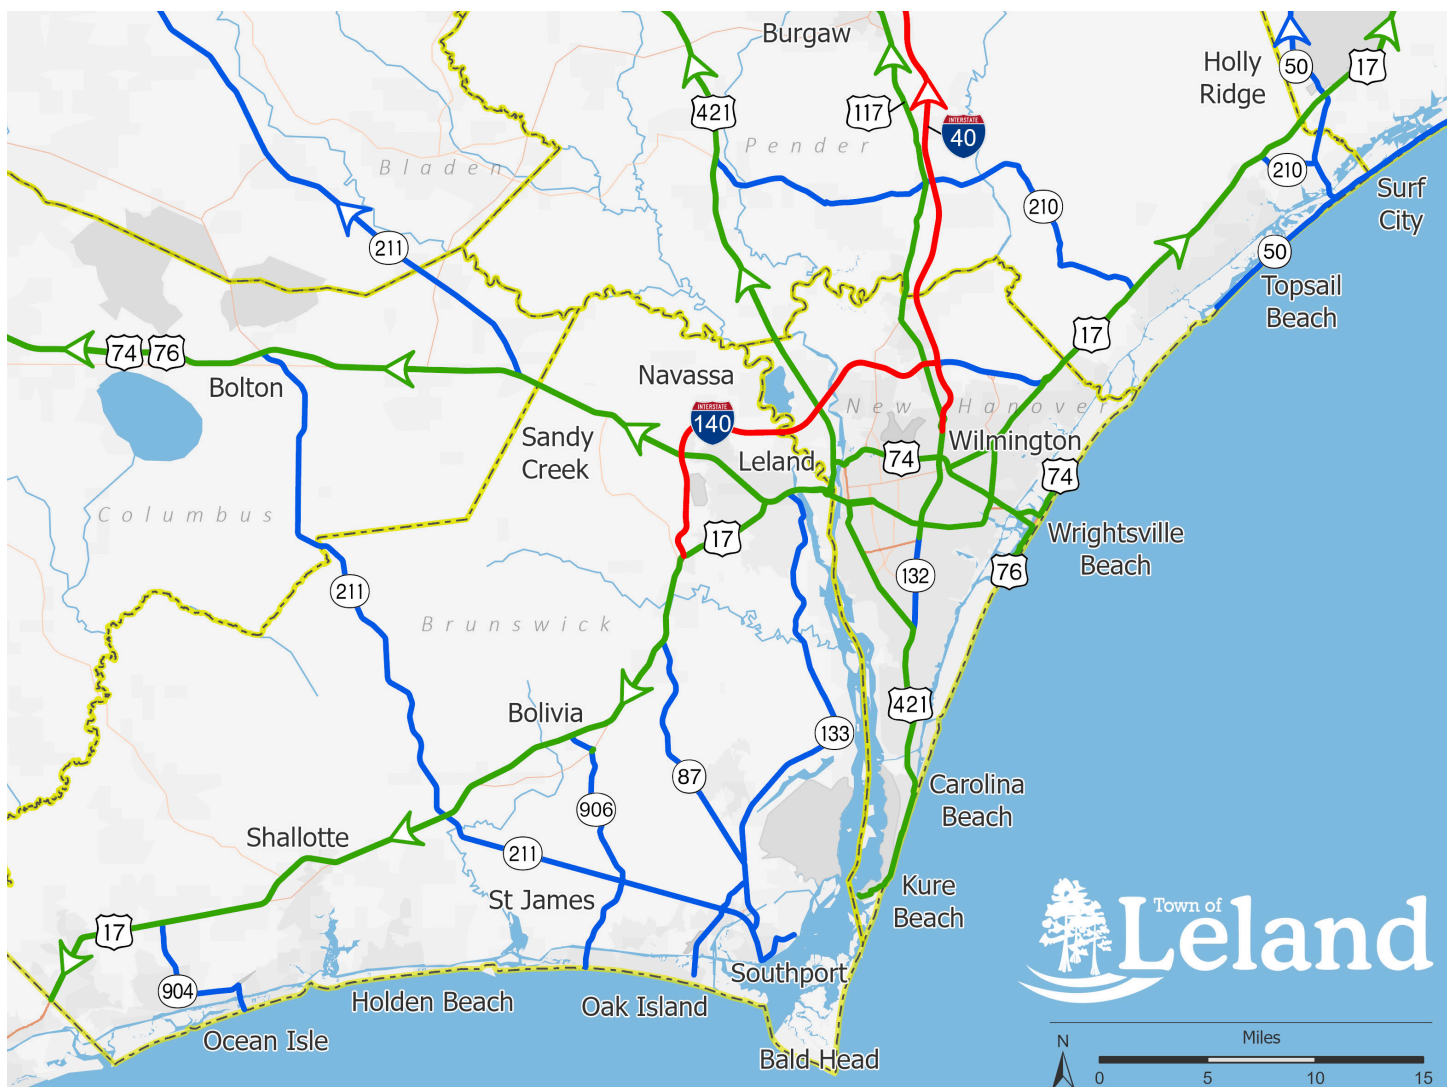 Burgaw
Holly
Ridge
50
17
421
117
INTERSTATE
40
Pender
Bladen
210
Surf
City
210
211
50
Topsail
Beach
17
74
76
Bolton
Navassa
INTERSTATE
140
New Hanover
Sandy
Creek
Leland
74
Wilmington
74
Columbus
17
Wrightsville
Beach
76
132
211
Brunswick
421
Bolivia
133
87
906
Carolina
Beach
Shallotte
211
St James
Kure
Beach
17
Southport
904
Holden Beach
Oak Island
Ocean Isle
Bald Head
Town of
Leland
N
Miles
0
5
10
15